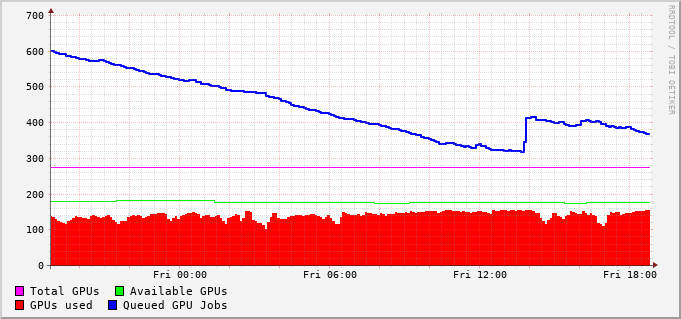 700
600
500
400
300
200
100
0
Fri 00:00 Fri 06:00 Fri 12:00 Fri 18:00
Total GPUs Available GPUs
GPUs used Queued GPU Jobs
RRDTOOL / TOBI OETIKER